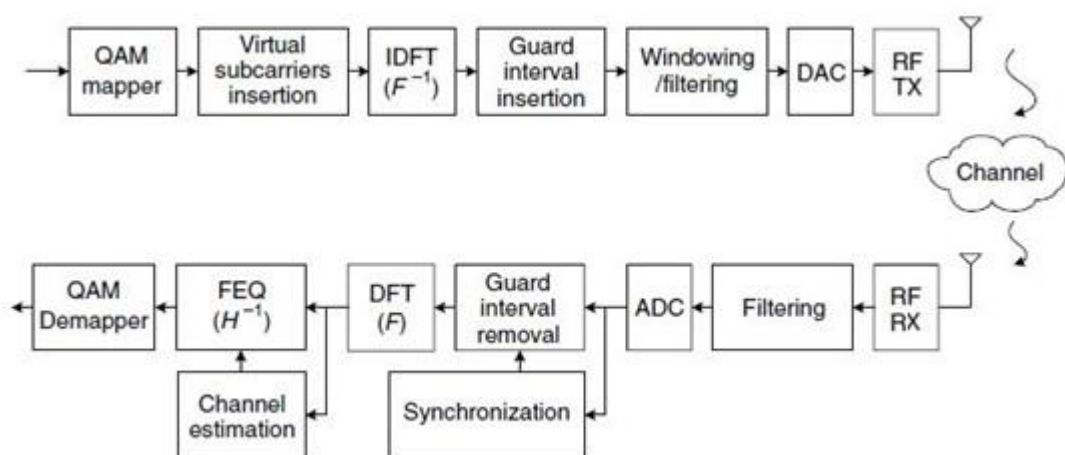 QAM
mapper
Virtual
subcarriers
insertion
IDFT
(F⁻¹)
Guard
interval
insertion
Windowing
/filtering
DAC
RF
TX
Channel
QAM
Demapper
FEQ
(H⁻¹)
DFT
(F)
Guard
interval
removal
ADC
Filtering
RF
RX
Channel
estimation
Synchronization